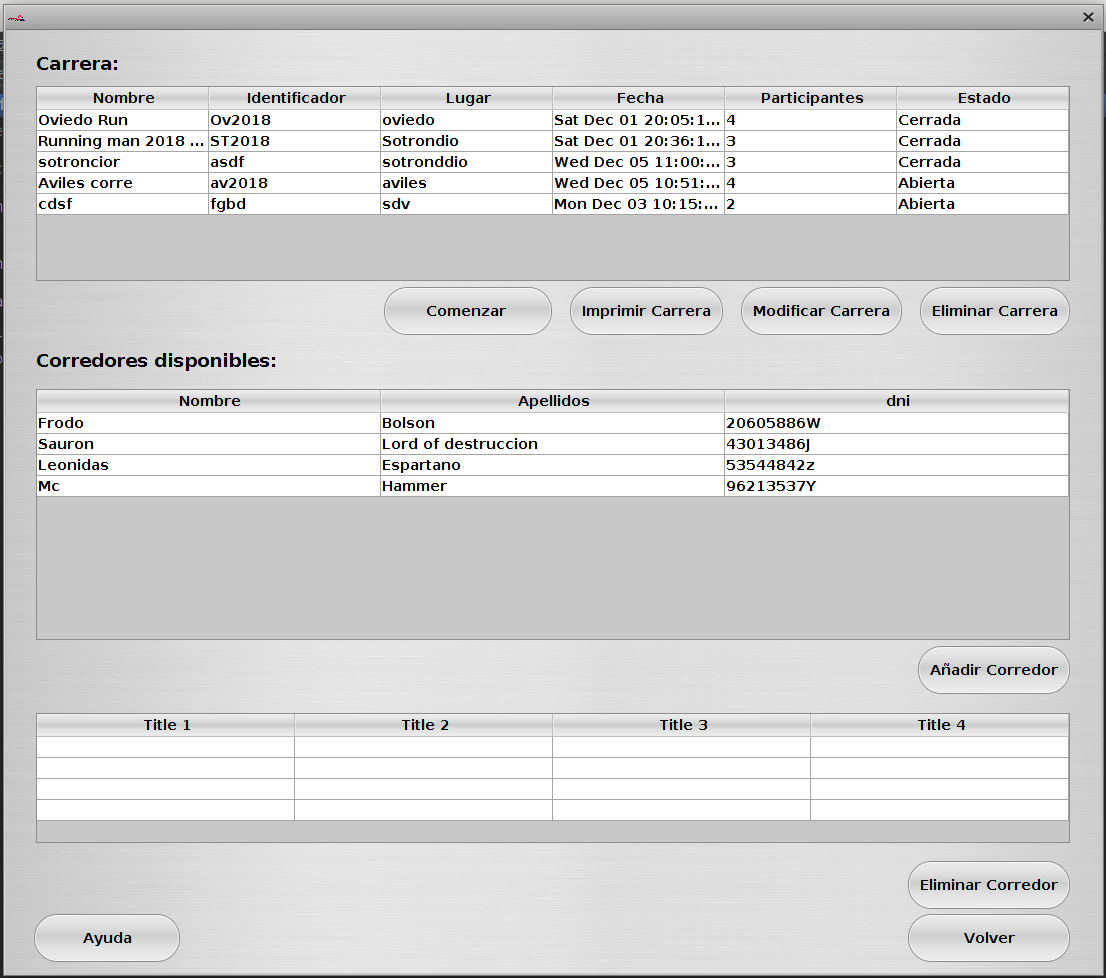 Carrera:
Nombre Identificador Lugar Fecha Participantes Estado
Oviedo Run Ov2018 oviedo Sat Dec 01 20:05:1... 4 Cerrada
Running man 2018 ... ST2018 Sotrondio Sat Dec 01 20:36:1... 3 Cerrada
sotroncior asdf sotronddio Wed Dec 05 11:00:... 3 Cerrada
Aviles corre av2018 aviles Wed Dec 05 10:51:... 4 Abierta
cdsf fgbd sdv Mon Dec 03 10:15:... 2 Abierta
Comenzar Imprimir Carrera Modificar Carrera Eliminar Carrera
Corredores disponibles:
Nombre Apellidos dni
Frodo Bolson 20605886W
Sauron Lord of destruccion 43013486J
Leonidas Espartano 53544842z
Mc Hammer 96213537Y
Añadir Corredor
Title 1 Title 2 Title 3 Title 4
Eliminar Corredor
Ayuda Volver